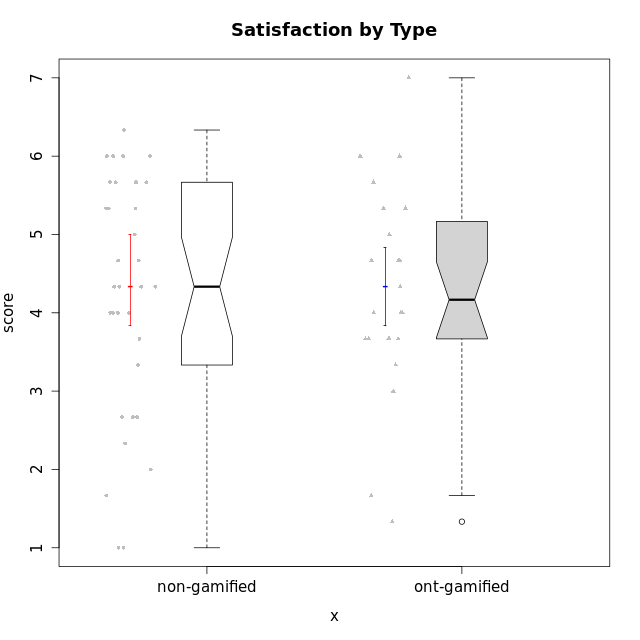 Satisfaction by Type
7
6
5
4
3
2
1
score
non-gamified
ont-gamified
x